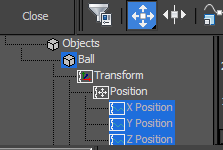 Close
Objects
Ball
Transform
Position
X Position
Y Position
Z Position